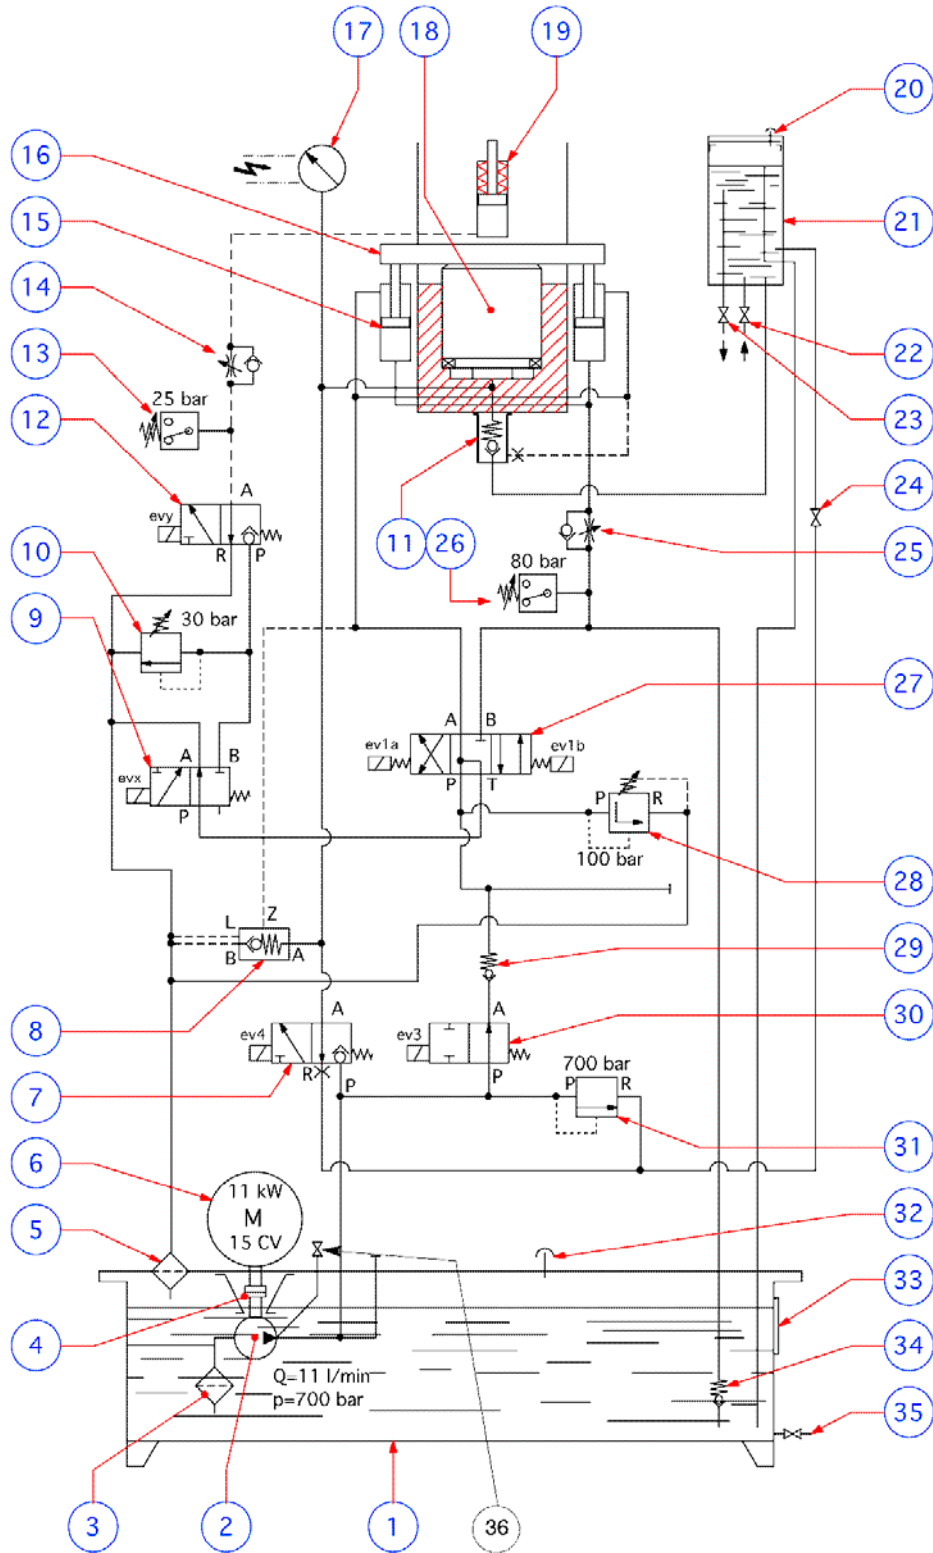 17
18
19
20
16
15
21
14
22
13
25 bar
23
12
A
24
evy
R
P
11
26
25
10
80 bar
30 bar
9
27
A
B
ev1a
ev1b
A
B
evx
P
T
P
P
R
28
100 bar
L
Z
29
B
A
A
A
8
30
ev4
ev3
R
P
P
700 bar
7
P
R
31
6
11 kW
M
5
15 CV
32
33
4
34
Q=11 l/min
p=700 bar
35
3
2
1
36